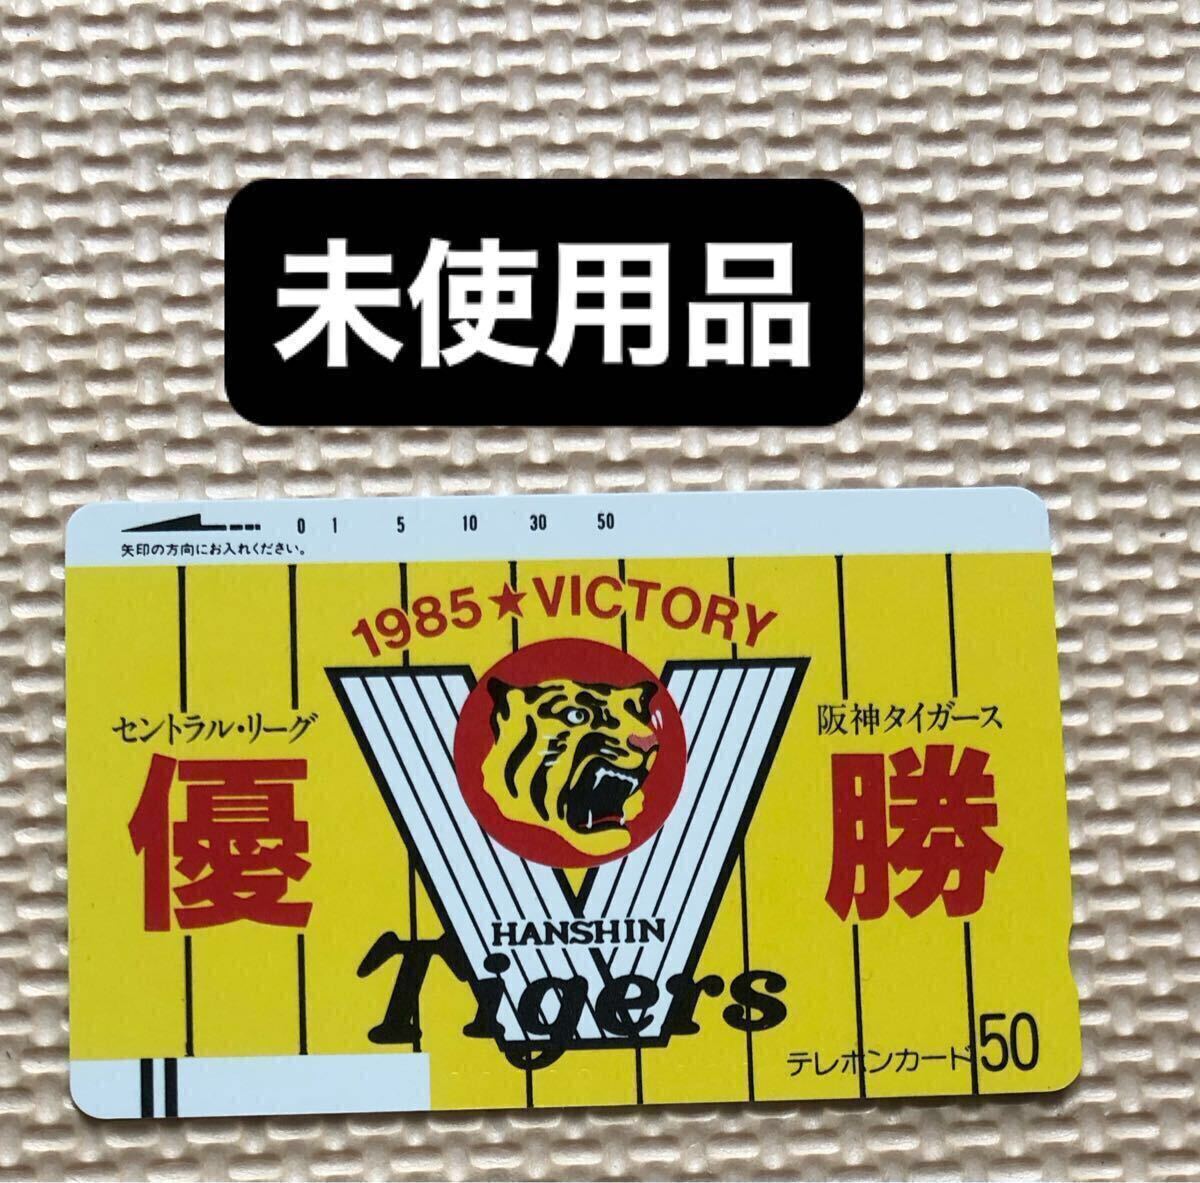 未使用品
0 1 5 10 30 50
矢印の方向にお入れください。
1985★VICTORY
セントラル・リーグ
優
阪神タイガース
勝
HANSHIN
Tigers
テレホンカード50